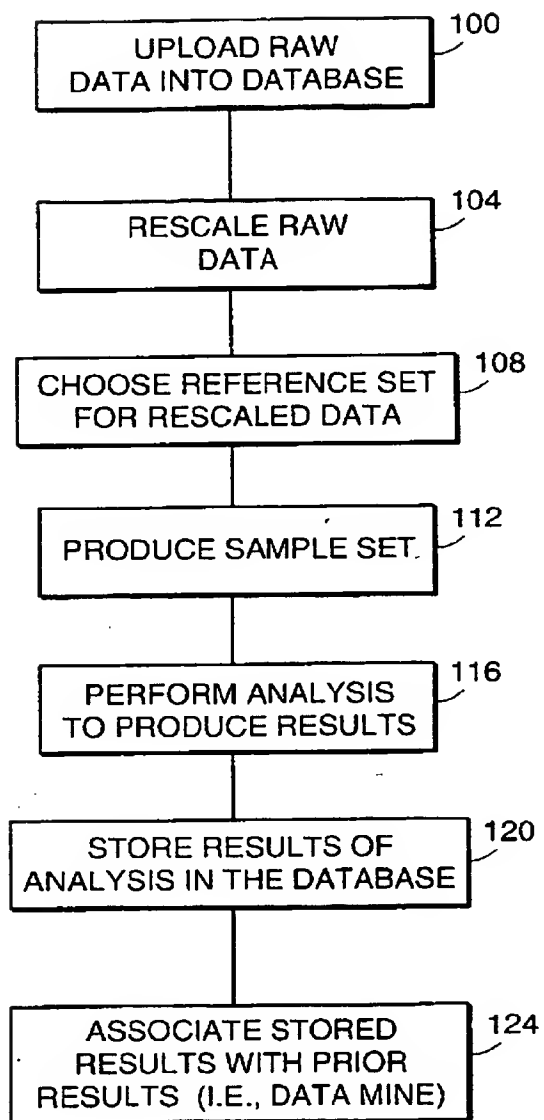 100
UPLOAD RAW
DATA INTO DATABASE
104
RESCALE RAW
DATA
108
CHOOSE REFERENCE SET
FOR RESCALED DATA
112
PRODUCE SAMPLE SET
116
PERFORM ANALYSIS
TO PRODUCE RESULTS
120
STORE RESULTS OF
ANALYSIS IN THE DATABASE
124
ASSOCIATE STORED
RESULTS WITH PRIOR
RESULTS (I.E., DATA MINE)